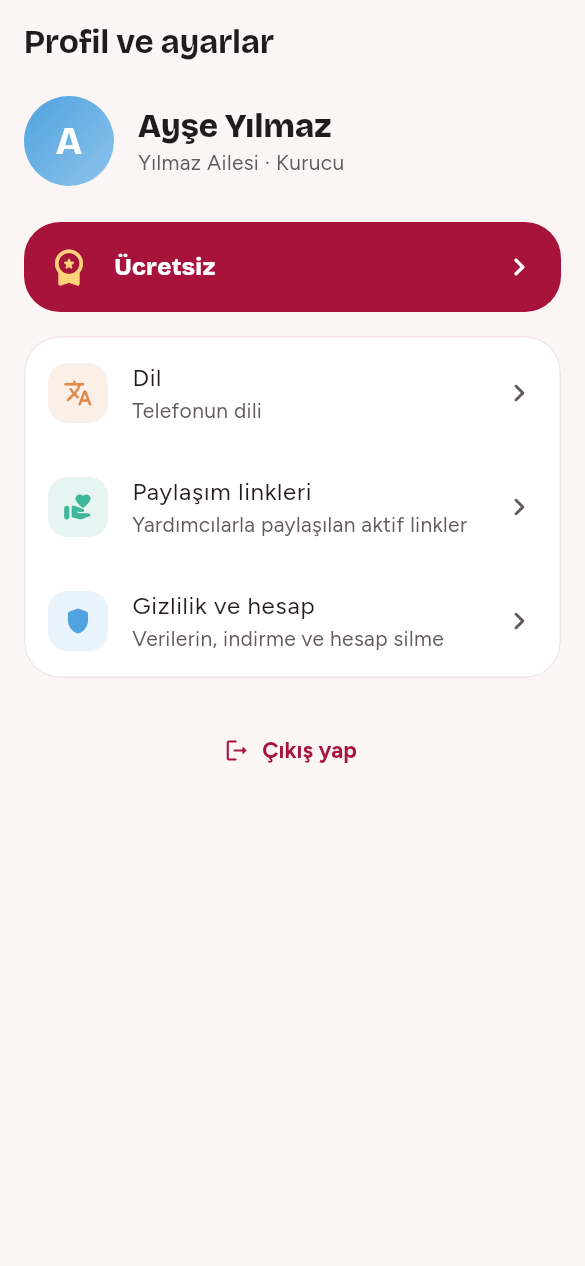 Profil ve ayarlar
A
Ayşe Yılmaz
Yılmaz Ailesi · Kurucu
Ücretsiz
Dil
Telefonun dili
Paylaşım linkleri
Yardımcılarla paylaşılan aktif linkler
Gizlilik ve hesap
Verilerin, indirme ve hesap silme
Çıkış yap